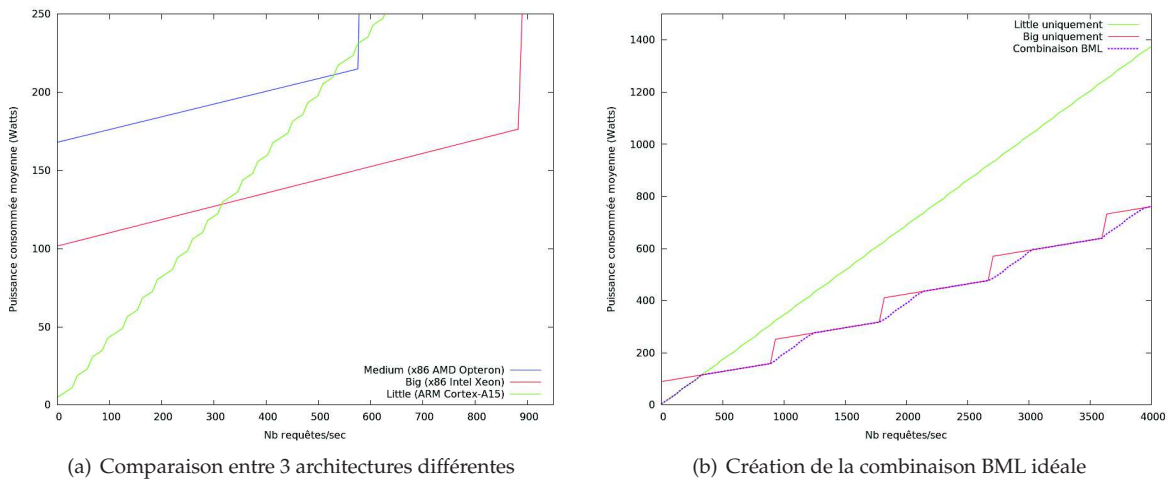 250
200
150
100
50
0
Puissance consommée moyenne (Watts)
Medium (x86 AMD Opteron)
Big (x86 Intel Xeon)
Little (ARM Cortex-A15)
0 100 200 300 400 500 600 700 800 900
Nb requêtes/sec
(a) Comparaison entre 3 architectures différentes
1400
1200
1000
800
600
400
200
0
Puissance consommée moyenne (Watts)
Little uniquement
Big uniquement
Combinaison BML
0 500 1000 1500 2000 2500 3000 3500 4000
Nb requêtes/sec
(b) Création de la combinaison BML idéale